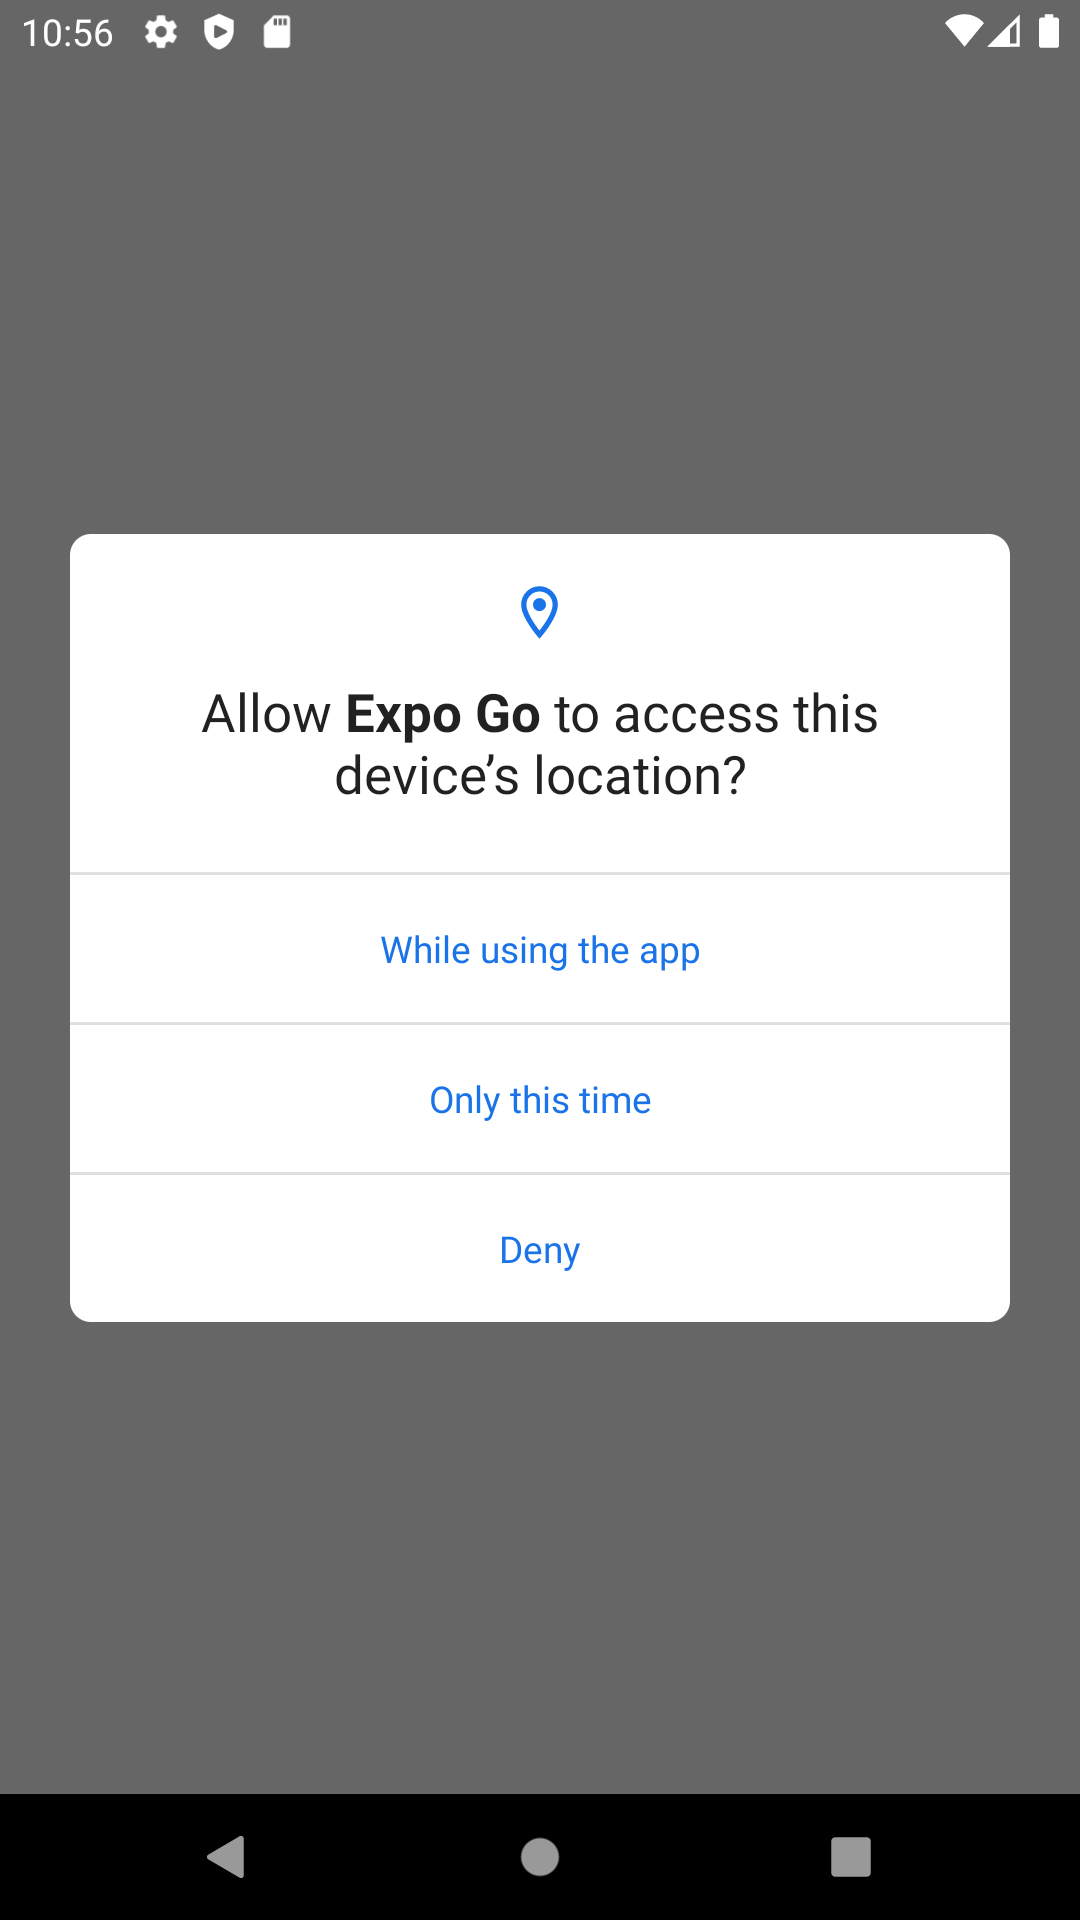 10:56
Allow Expo Go to access this
device’s location?
While using the app
Only this time
Deny